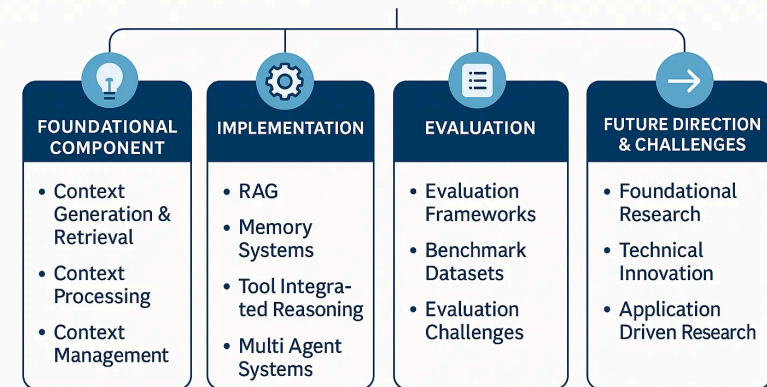 FOUNDATIONAL
COMPONENT
• Context
Generation &
Retrieval
• Context
Processing
• Context
Management
IMPLEMENTATION
• RAG
• Memory
Systems
• Tool Integra-
ted Reasoning
• Multi Agent
Systems
EVALUATION
• Evaluation
Frameworks
• Benchmark
Datasets
• Evaluation
Challenges
FUTURE DIRECTION
& CHALLENGES
• Foundational
Research
• Technical
Innovation
• Application
Driven Research